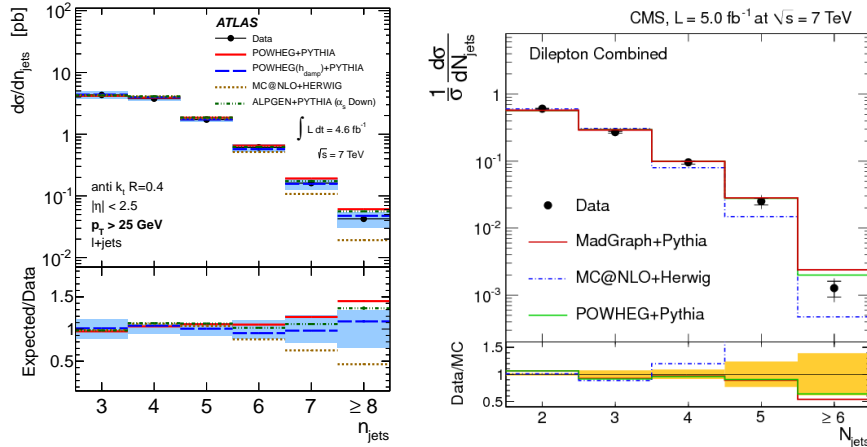 dσ/dn_jets [pb]
10²
10
1
10⁻¹
10⁻²
ATLAS
Data
POWHEG+PYTHIA
POWHEG(h_damp)+PYTHIA
MC@NLO+HERWIG
ALPGEN+PYTHIA (α_s Down)
∫ L dt = 4.6 fb⁻¹
√s = 7 TeV
anti k_t R=0.4
|η| < 2.5
p_T > 25 GeV
l+jets
Expected/Data
1.5
1
0.5
3 4 5 6 7 ≥ 8
n_jets
CMS, L = 5.0 fb⁻¹ at √s = 7 TeV
1/σ dσ/dN_jets
Dilepton Combined
1
10⁻¹
10⁻²
10⁻³
Data
MadGraph+Pythia
MC@NLO+Herwig
POWHEG+Pythia
Data/MC
1.5
1
0.5
2 3 4 5 ≥ 6
N_jets